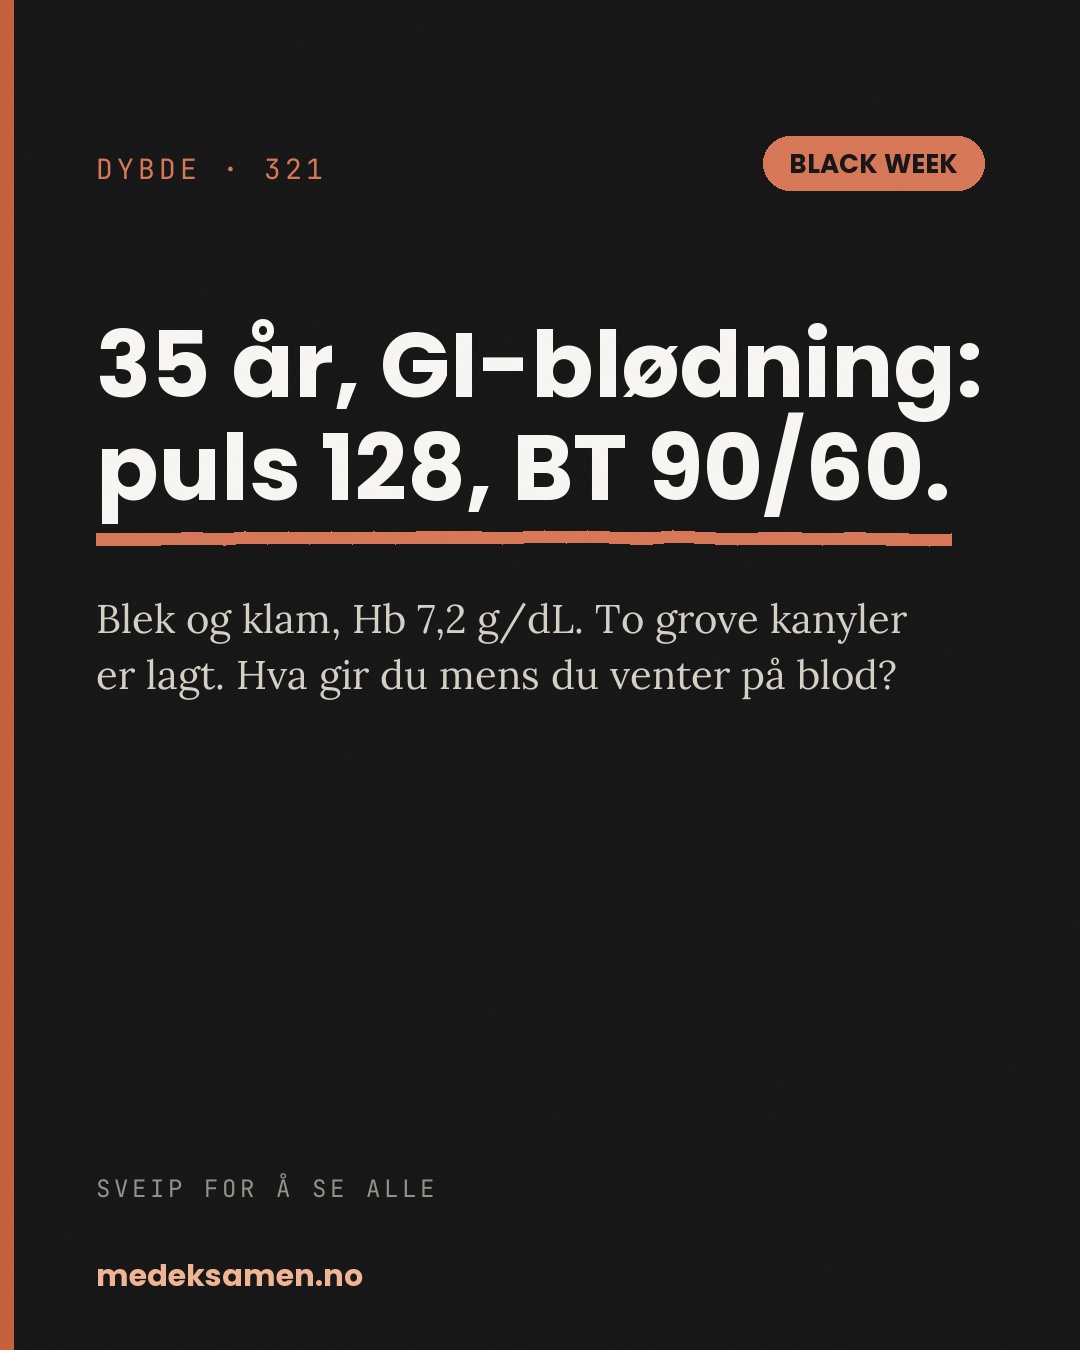 DYBDE · 321
BLACK WEEK
35 år, GI-blødning:
puls 128, BT 90/60.
Blek og klam, Hb 7,2 g/dL. To grove kanyler
er lagt. Hva gir du mens du venter på blod?
SVEIP FOR Å SE ALLE
medeksamen.no